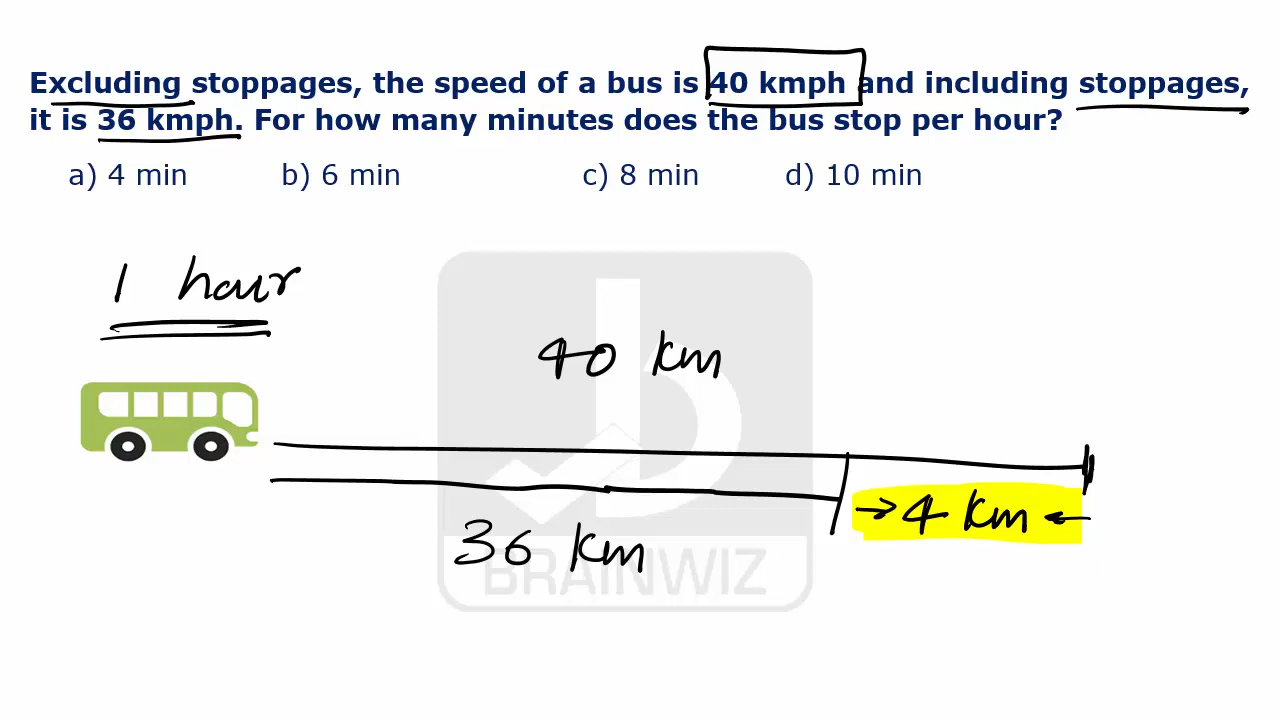 Excluding stoppages, the speed of a bus is 40 kmph and including stoppages,
it is 36 kmph. For how many minutes does the bus stop per hour?
a) 4 min b) 6 min c) 8 min d) 10 min
1 hour
40 km
4 km
36 km
BRAINWIZ